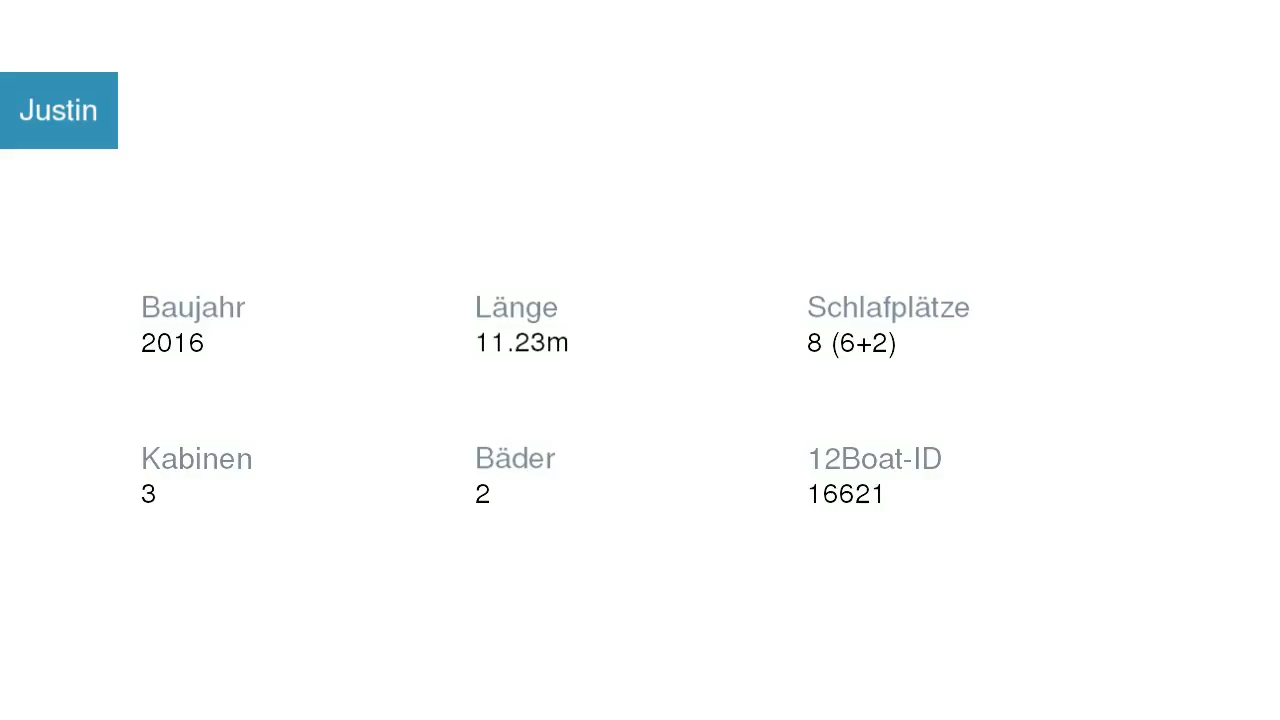 Justin
Baujahr
2016
Länge
11.23m
Schlafplätze
8 (6+2)
Kabinen
3
Bäder
2
12Boat-ID
16621